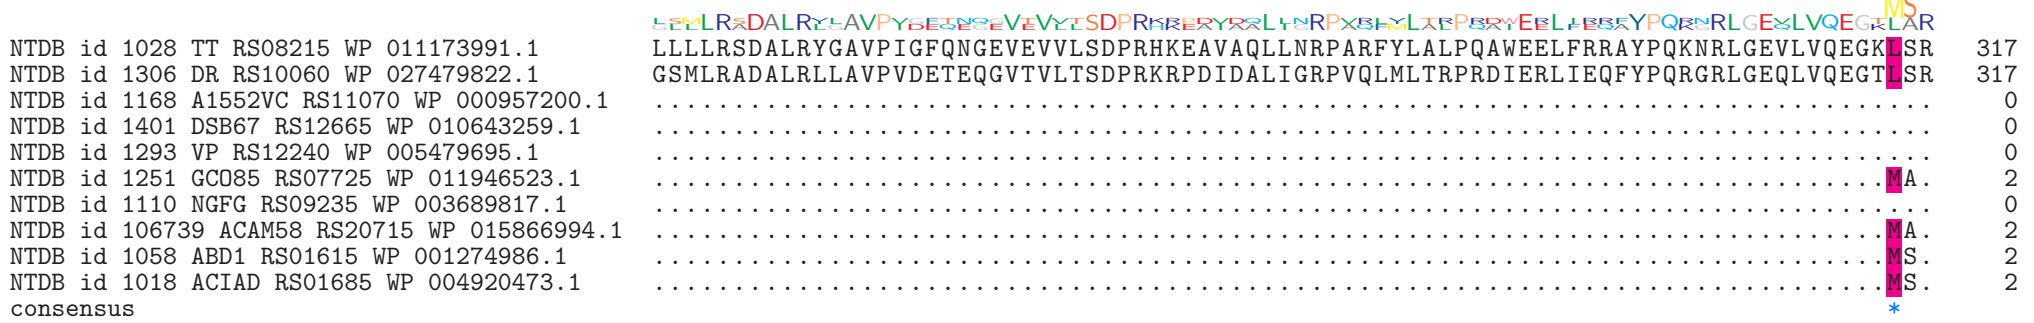 NTDB id 1028 TT RS08215 WP 011173991.1 LLLLRSDALRYGAVPIGFQNGEVEVVLSDPRHKEAVAQLLNRPARFYLALPQAWEELFRRAYPQKNRLGEVLVQEGKLSR 317
NTDB id 1306 DR RS10060 WP 027479822.1 GSMLRADALRLLAVPVDETEQGVTVLTSDPRKRPDIDALIGRPVQLMLTRPRDIERLIEQFYPQRGRLGEQLVQEGTLSR 317
NTDB id 1168 A1552VC RS11070 WP 000957200.1 ................................................................................ 0
NTDB id 1401 DSB67 RS12665 WP 010643259.1 ................................................................................ 0
NTDB id 1293 VP RS12240 WP 005479695.1 ................................................................................ 0
NTDB id 1251 GCO85 RS07725 WP 011946523.1 .............................................................................MA. 2
NTDB id 1110 NGFG RS09235 WP 003689817.1 ................................................................................ 0
NTDB id 106739 ACAM58 RS20715 WP 015866994.1 .............................................................................MA. 2
NTDB id 1058 ABD1 RS01615 WP 001274986.1 .............................................................................MS. 2
NTDB id 1018 ACIAD RS01685 WP 004920473.1 .............................................................................MS. 2
consensus *